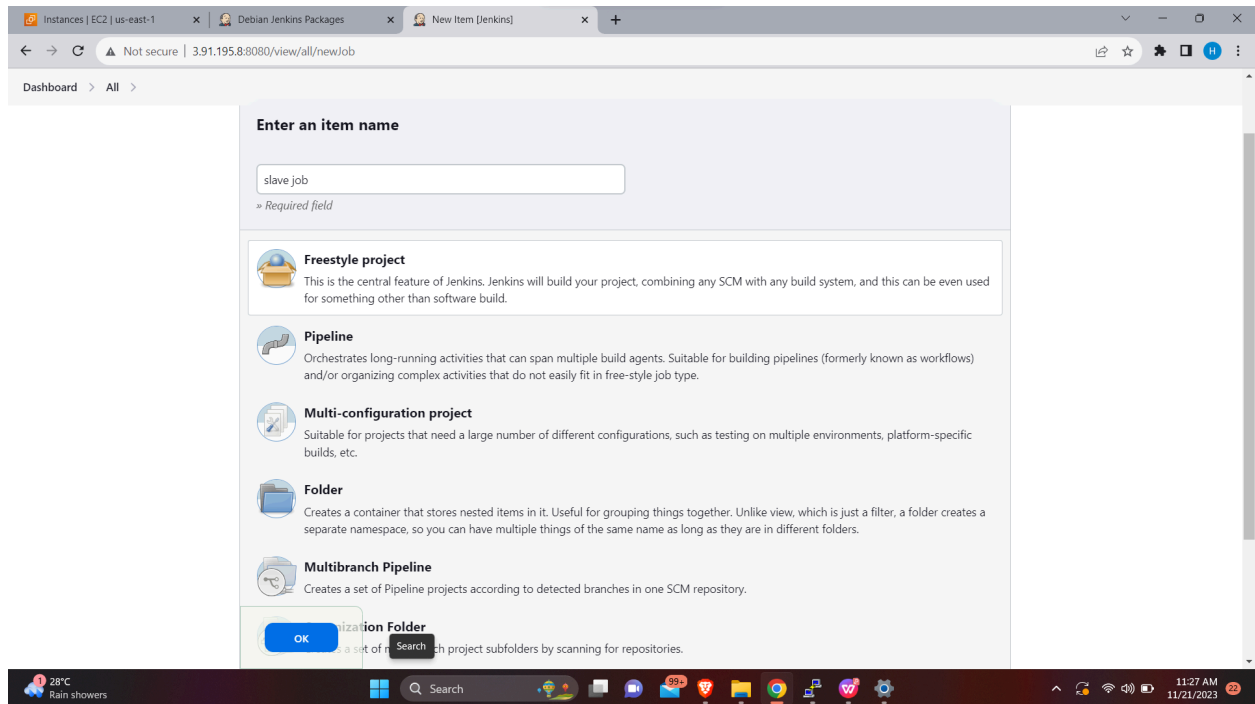 Instances | EC2 | us-east-1
Debian Jenkins Packages
New Item [Jenkins]
Not secure | 3.91.195.8:8080/view/all/newJob
H
Dashboard > All >
Enter an item name
slave job
» Required field
Freestyle project
This is the central feature of Jenkins. Jenkins will build your project, combining any SCM with any build system, and this can be even used
for something other than software build.
Pipeline
Orchestrates long-running activities that can span multiple build agents. Suitable for building pipelines (formerly known as workflows)
and/or organizing complex activities that do not easily fit in free-style job type.
Multi-configuration project
Suitable for projects that need a large number of different configurations, such as testing on multiple environments, platform-specific
builds, etc.
Folder
Creates a container that stores nested items in it. Useful for grouping things together. Unlike view, which is just a filter, a folder creates a
separate namespace, so you can have multiple things of the same name as long as they are in different folders.
Multibranch Pipeline
Creates a set of Pipeline projects according to detected branches in one SCM repository.
Folder
OK
set of project subfolders by scanning for repositories.
Search
1
28°C
Rain showers
Search
99+
11:27 AM
11/21/2023
22